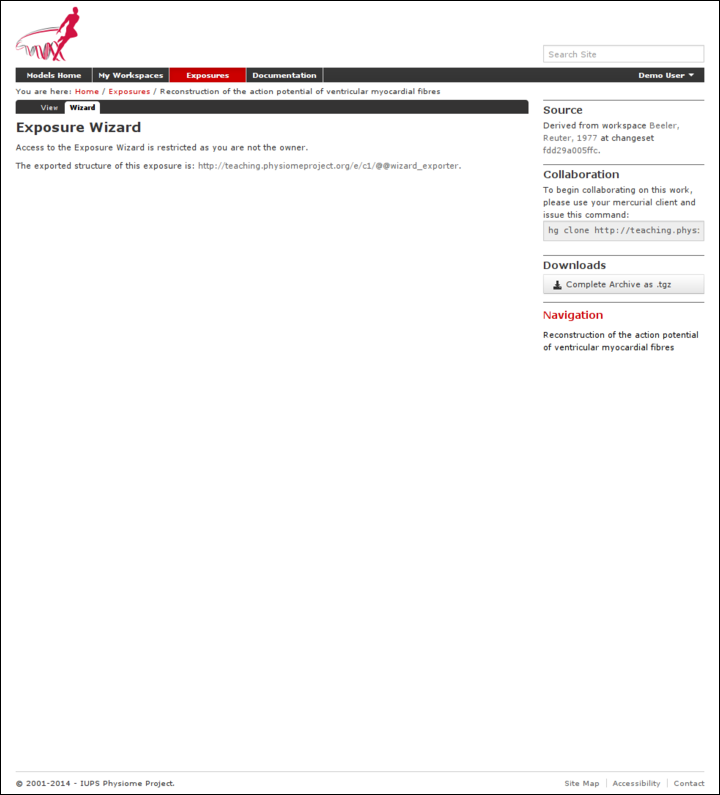 Search Site
Models Home My Workspaces Exposures Documentation Demo User
You are here: Home / Exposures / Reconstruction of the action potential of ventricular myocardial fibres
View Wizard
Exposure Wizard
Access to the Exposure Wizard is restricted as you are not the owner.
The exported structure of this exposure is: http://teaching.physiomeproject.org/e/c1/@@wizard_exporter.
Source
Derived from workspace Beeler,
Reuter, 1977 at changeset
fdd29a005ffc.
Collaboration
To begin collaborating on this work,
please use your mercurial client and
issue this command:
hg clone http://teaching.phys:
Downloads
Complete Archive as .tgz
Navigation
Reconstruction of the action potential
of ventricular myocardial fibres
© 2001-2014 - IUPS Physiome Project.
Site Map Accessibility Contact